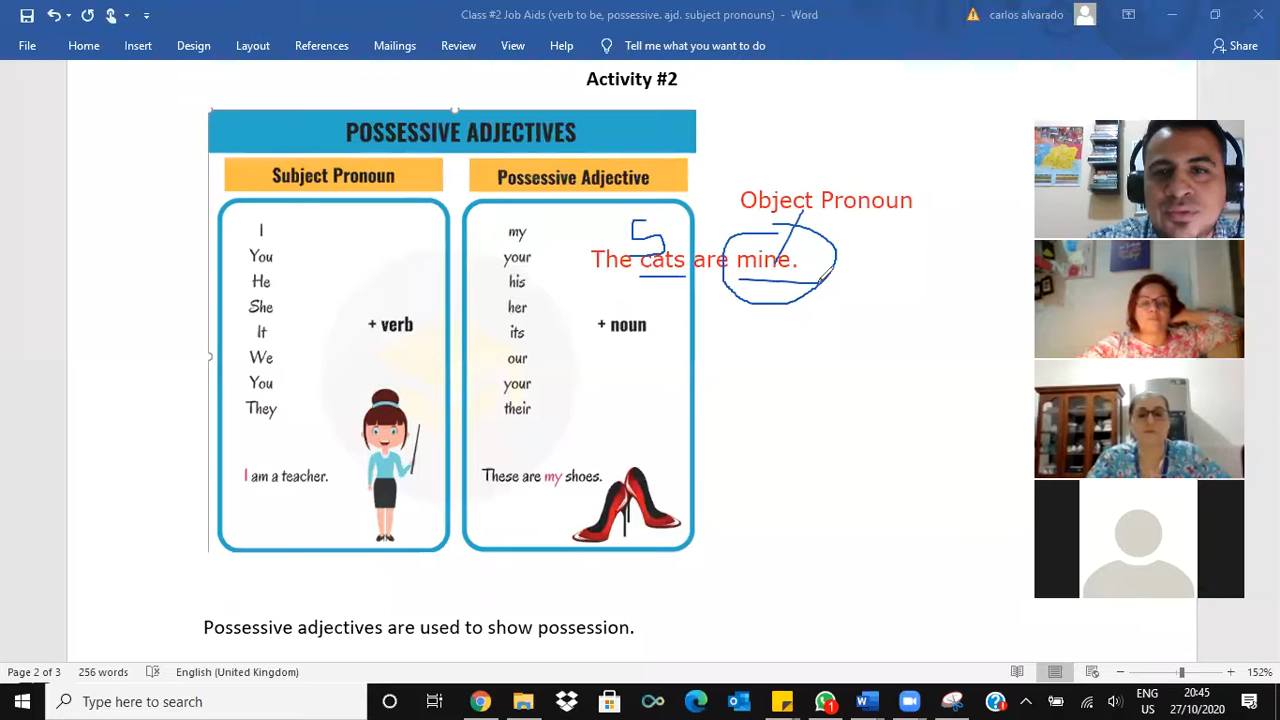 Class #2 Job Aids (verb to be, possessive. ajd. subject pronouns) - Word
carlos alvarado
File Home Insert Design Layout References Mailings Review View Help Tell me what you want to do Share
Activity #2
POSSESSIVE ADJECTIVES
Subject Pronoun
I
You
He
She
It
We
You
They
+ verb
I am a teacher.
Possessive Adjective
my
your
his
her
its
our
your
their
+ noun
These are my shoes.
Object Pronoun
5
The cats are mine.
Possessive adjectives are used to show possession.
Page 2 of 3 256 words English (United Kingdom) 152%
Type here to search
1
ENG
US
20:45
27/10/2020